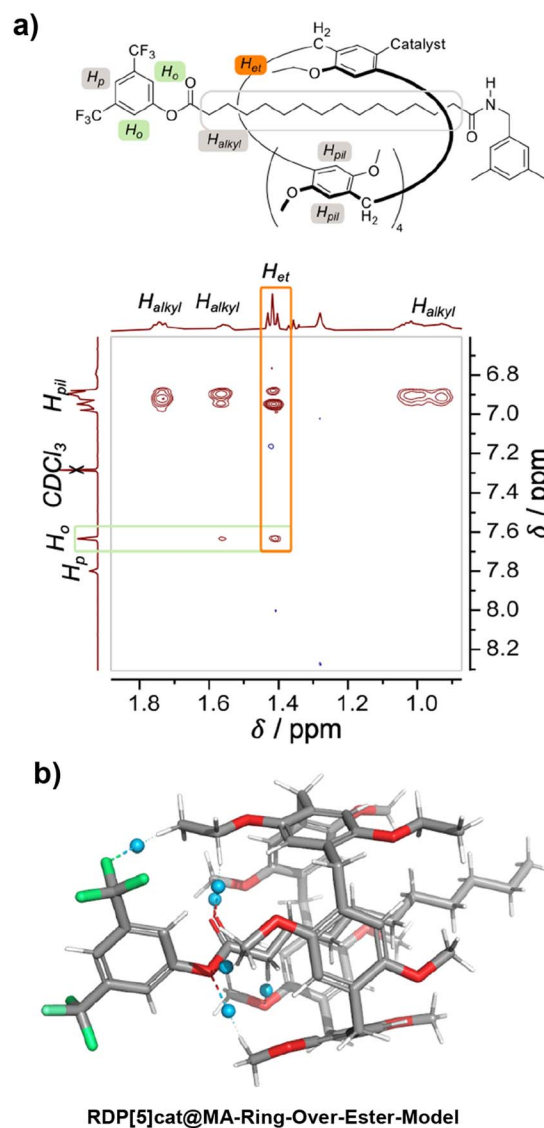 a)
CF3
Hp
Ho
O
F3C
Ho
O
Halkyl
Het
CH2
O
Catalyst
H
N
O
Hpil
O
O
Hpil
CH2
4
Het
Halkyl
Halkyl
Halkyl
Hpil
CDCl3
Ho
Hp
6.8
7.0
7.2
7.4
7.6
7.8
8.0
8.2
δ / ppm
1.8 1.6 1.4 1.2 1.0
δ / ppm
b)
RDP[5]cat@MA-Ring-Over-Ester-Model